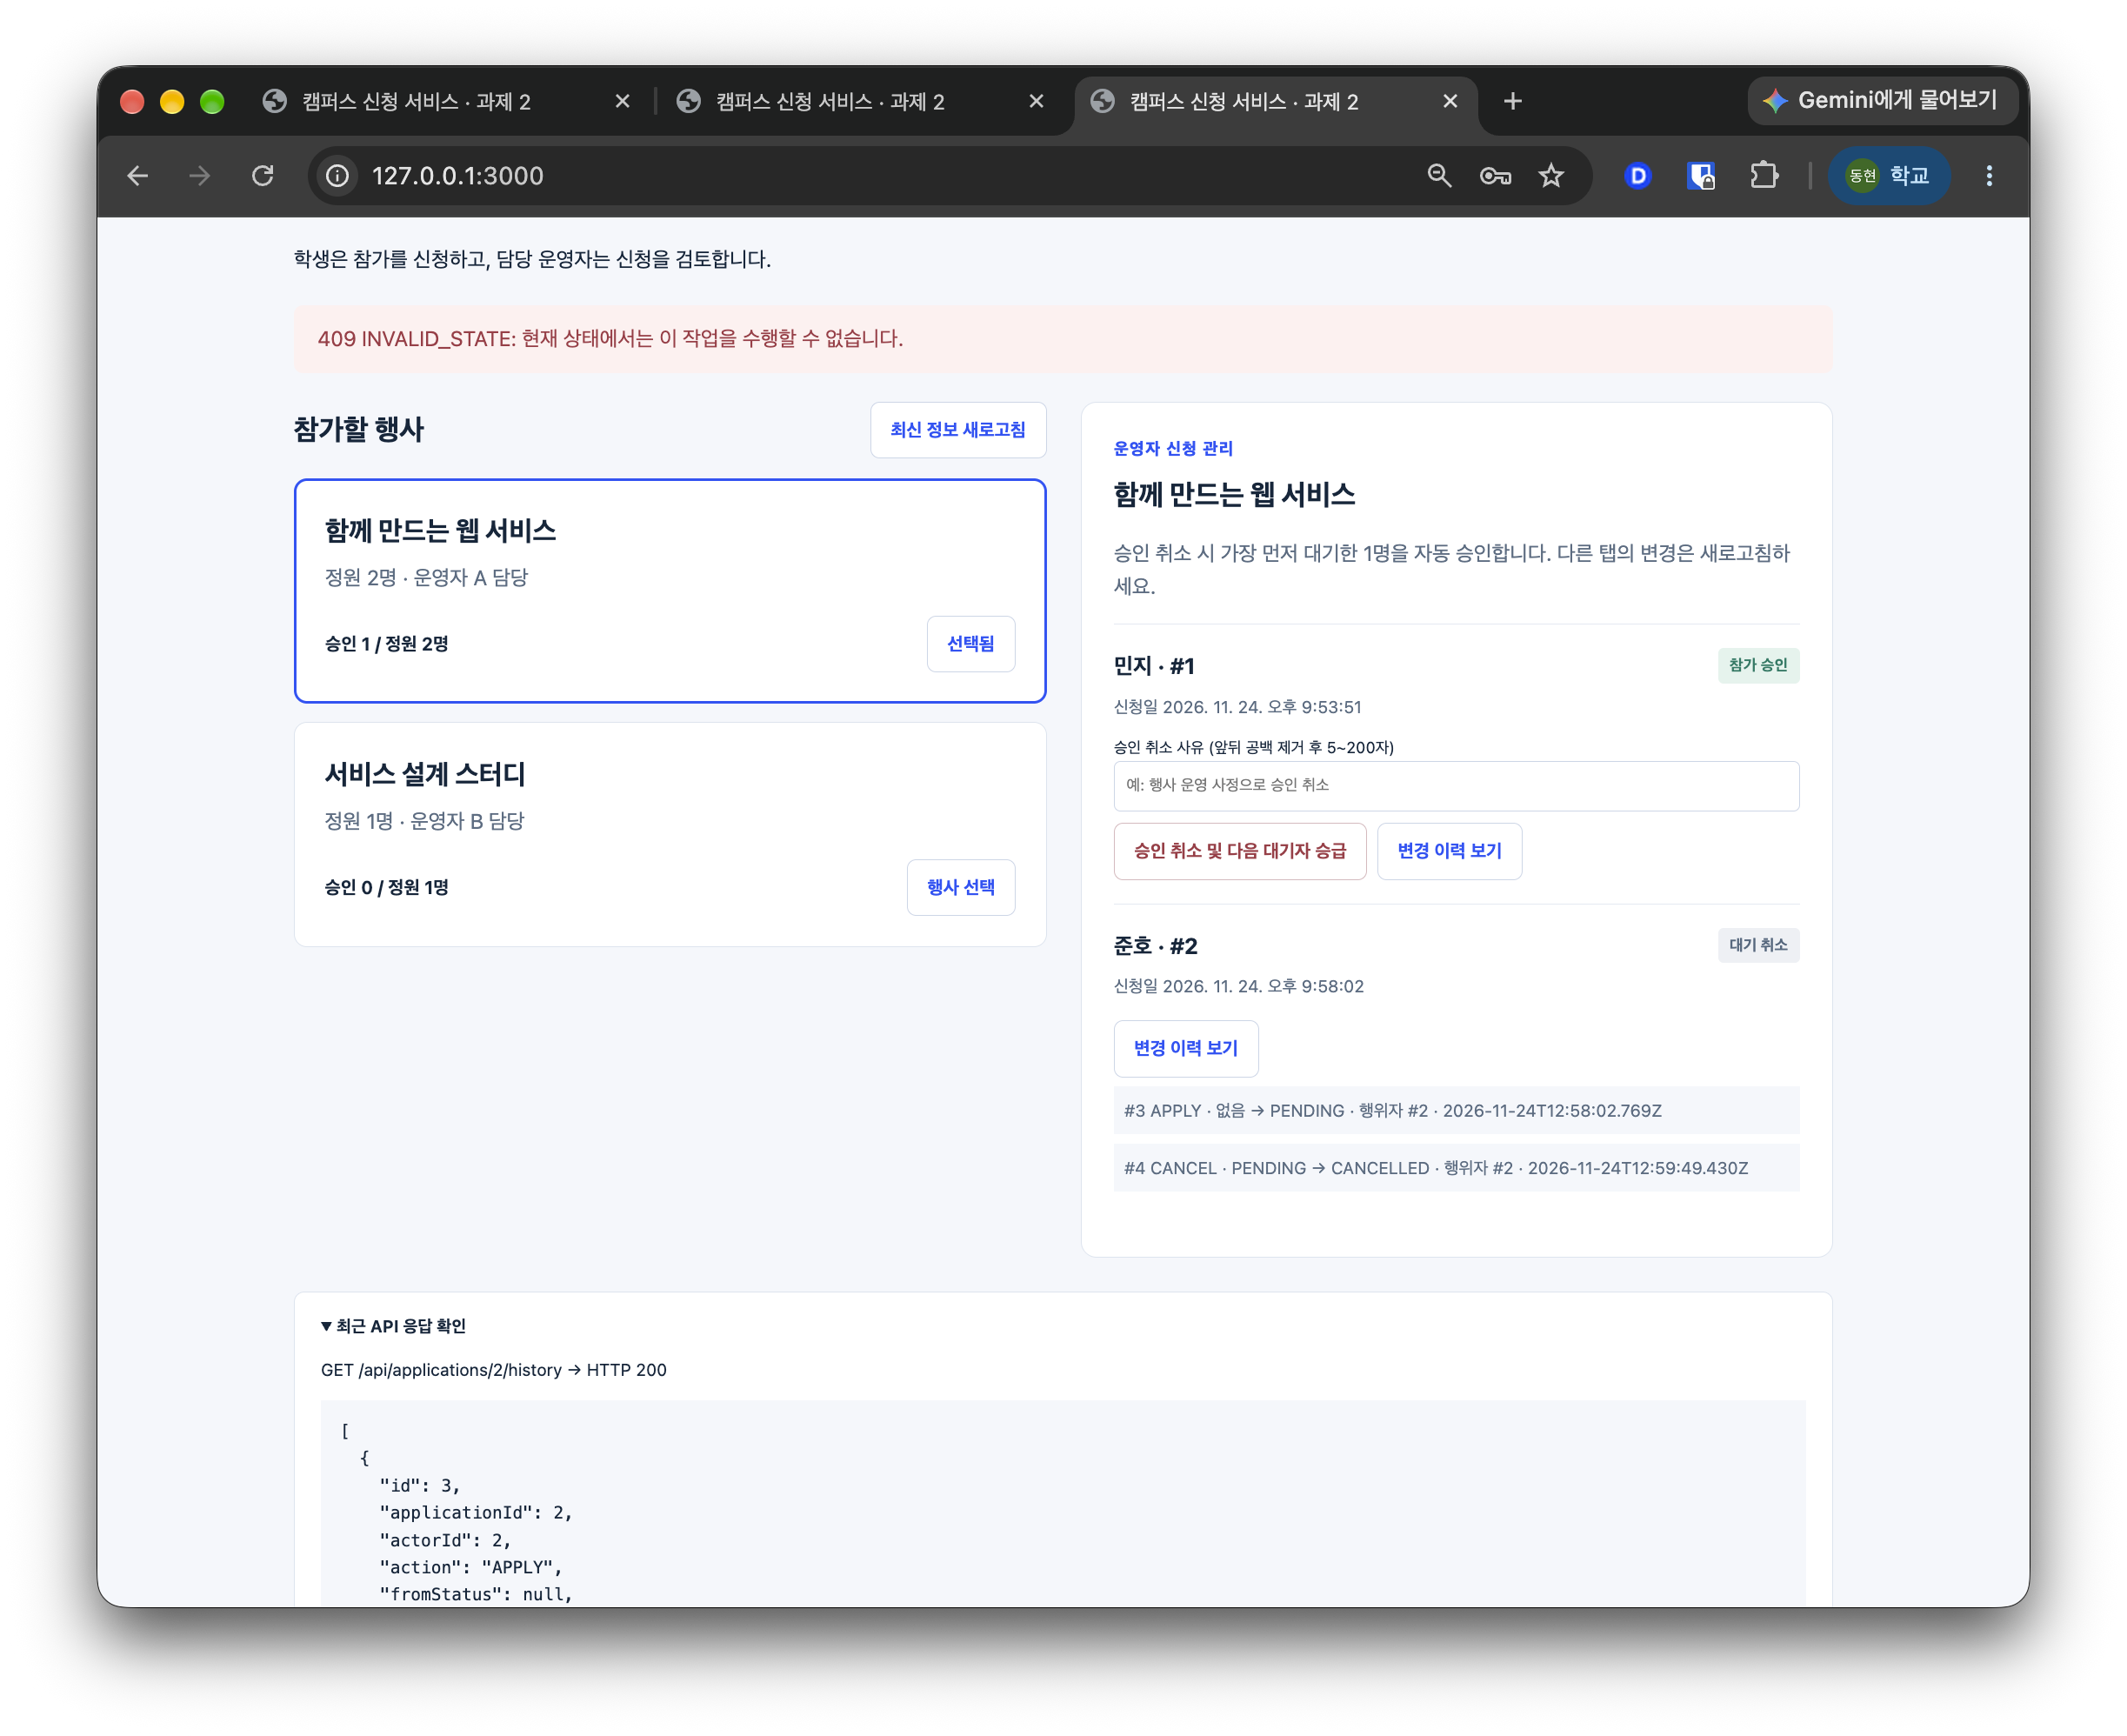 캠퍼스 신청 서비스 · 과제 2
캠퍼스 신청 서비스 · 과제 2
캠퍼스 신청 서비스 · 과제 2
Gemini에게 물어보기
127.0.0.1:3000
D
동현 학교
학생은 참가를 신청하고, 담당 운영자는 신청을 검토합니다.
409 INVALID_STATE: 현재 상태에서는 이 작업을 수행할 수 없습니다.
참가할 행사
최신 정보 새로고침
함께 만드는 웹 서비스
정원 2명 · 운영자 A 담당
승인 1 / 정원 2명
선택됨
서비스 설계 스터디
정원 1명 · 운영자 B 담당
승인 0 / 정원 1명
행사 선택
운영자 신청 관리
함께 만드는 웹 서비스
승인 취소 시 가장 먼저 대기한 1명을 자동 승인합니다. 다른 탭의 변경은 새로고침하
세요.
민지 · #1
참가 승인
신청일 2026. 11. 24. 오후 9:53:51
승인 취소 사유 (앞뒤 공백 제거 후 5~200자)
예: 행사 운영 사정으로 승인 취소
승인 취소 및 다음 대기자 승급
변경 이력 보기
준호 · #2
대기 취소
신청일 2026. 11. 24. 오후 9:58:02
변경 이력 보기
#3 APPLY · 없음 → PENDING · 행위자 #2 · 2026-11-24T12:58:02.769Z
#4 CANCEL · PENDING → CANCELLED · 행위자 #2 · 2026-11-24T12:59:49.430Z
▼ 최근 API 응답 확인
GET /api/applications/2/history → HTTP 200
[
{
"id": 3,
"applicationId": 2,
"actorId": 2,
"action": "APPLY",
"fromStatus": null,